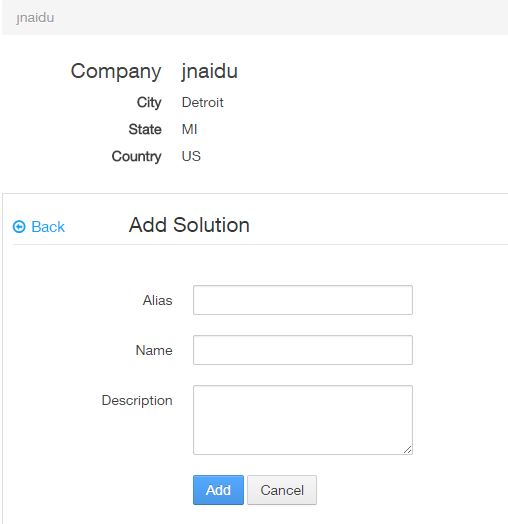 jnaidu
Company jnaidu
City Detroit
State MI
Country US
Back Add Solution
Alias
Name
Description
Add Cancel